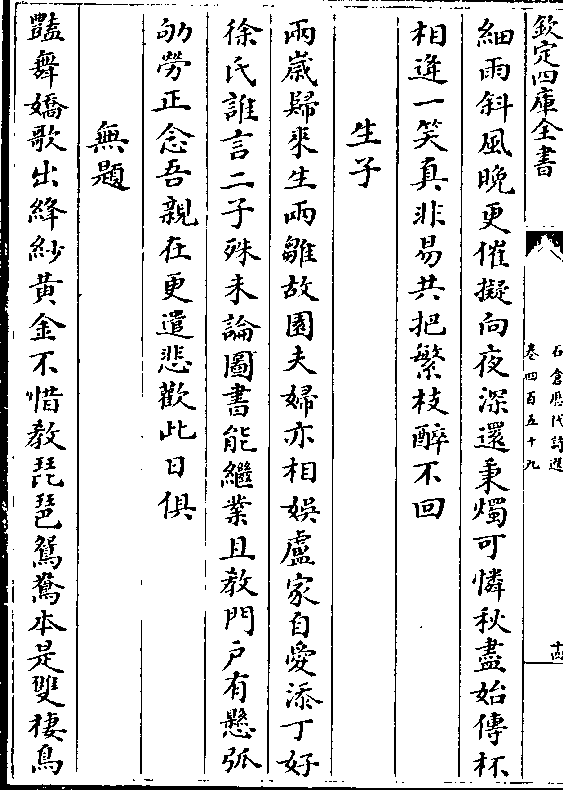 欽定四庫全書
石倉歷代詩選
卷四百五十九
十四
細雨斜風晚更催擬向夜深還秉燭可憐秋盡始傳杯
相逢一笑真非易共把繁枝醉不回
生子
兩歲歸來生兩雛故園夫婦亦相娛盧家自愛添丁好
徐氏誰言二子殊未論圖書能繼業且教門戶有懸弧
劬勞正念吾親在更遣悲歡此日俱
無題
豔舞嬌歌出絳紗黃金不惜教琵琶鴛鴦本是雙棲鳥